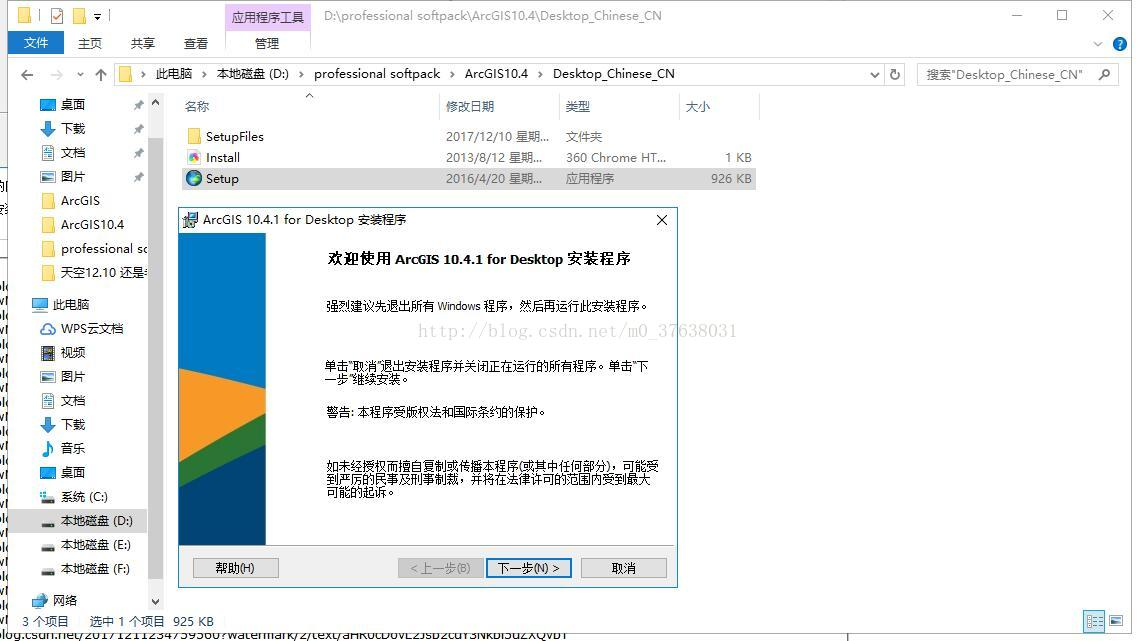 应用程序工具
D:\professional softpack\ArcGIS10.4\Desktop_Chinese_CN
文件 主页 共享 查看 管理
此电脑 > 本地磁盘 (D:) > professional softpack > ArcGIS10.4 > Desktop_Chinese_CN
搜索"Desktop_Chinese_CN"
名称 修改日期 类型 大小
SetupFiles 2017/12/10 星期... 文件夹
Install 2013/8/12 星期... 360 Chrome HT... 1 KB
Setup 2016/4/20 星期... 应用程序 926 KB
桌面
下载
文档
图片
ArcGIS
ArcGIS10.4
professional sc
天空12.10 还是
此电脑
WPS云文档
视频
图片
文档
下载
音乐
桌面
系统 (C:)
本地磁盘 (D:)
本地磁盘 (E:)
本地磁盘 (F:)
网络
ArcGIS 10.4.1 for Desktop 安装程序
欢迎使用 ArcGIS 10.4.1 for Desktop 安装程序
强烈建议先退出所有 Windows 程序，然后再运行此安装程序。
http://blog.csdn.net/m0_37638031
单击"取消"退出安装程序并关闭正在运行的所有程序。单击"下
一步"继续安装。
警告: 本程序受版权法和国际条约的保护。
如未经授权而擅自复制或传播本程序(或其中任何部分)，可能受
到严厉的民事及刑事制裁，并将在法律许可的范围内受到最大
可能的起诉。
帮助(H) < 上一步(B) 下一步(N) > 取消
3 个项目 选中 1 个项目 925 KB